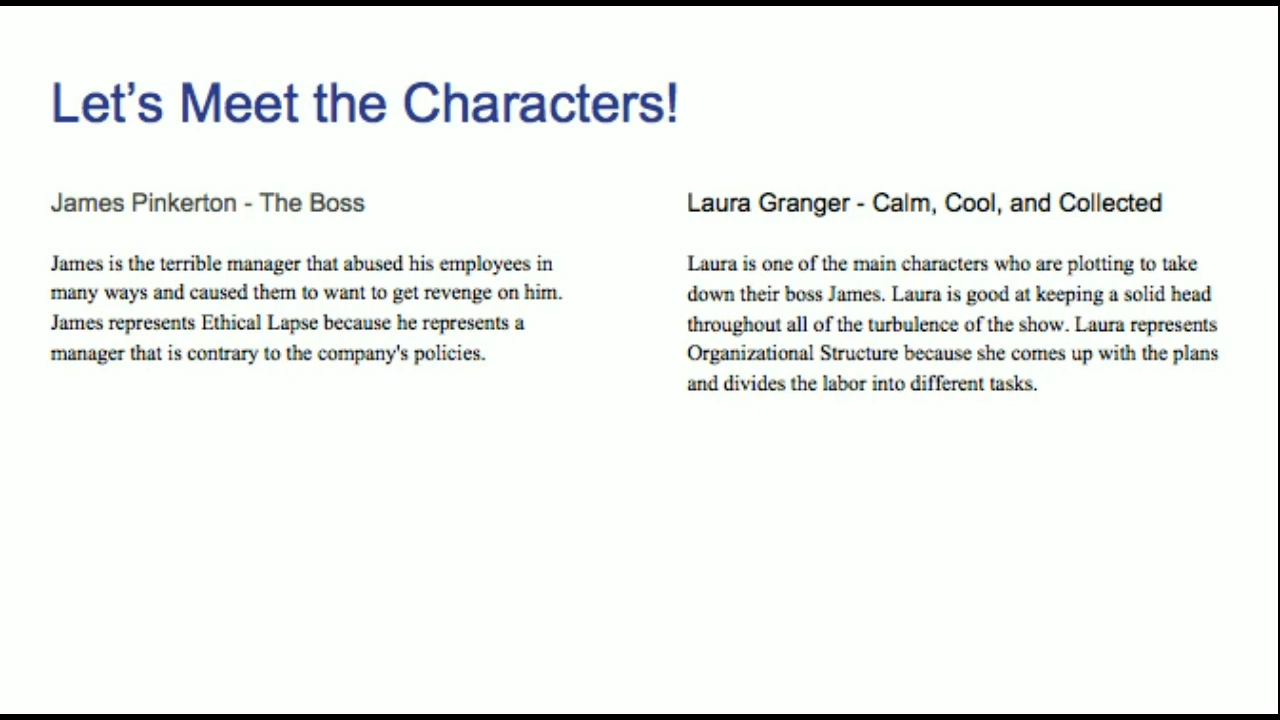 Let’s Meet the Characters!
James Pinkerton - The Boss
James is the terrible manager that abused his employees in
many ways and caused them to want to get revenge on him.
James represents Ethical Lapse because he represents a
manager that is contrary to the company's policies.
Laura Granger - Calm, Cool, and Collected
Laura is one of the main characters who are plotting to take
down their boss James. Laura is good at keeping a solid head
throughout all of the turbulence of the show. Laura represents
Organizational Structure because she comes up with the plans
and divides the labor into different tasks.